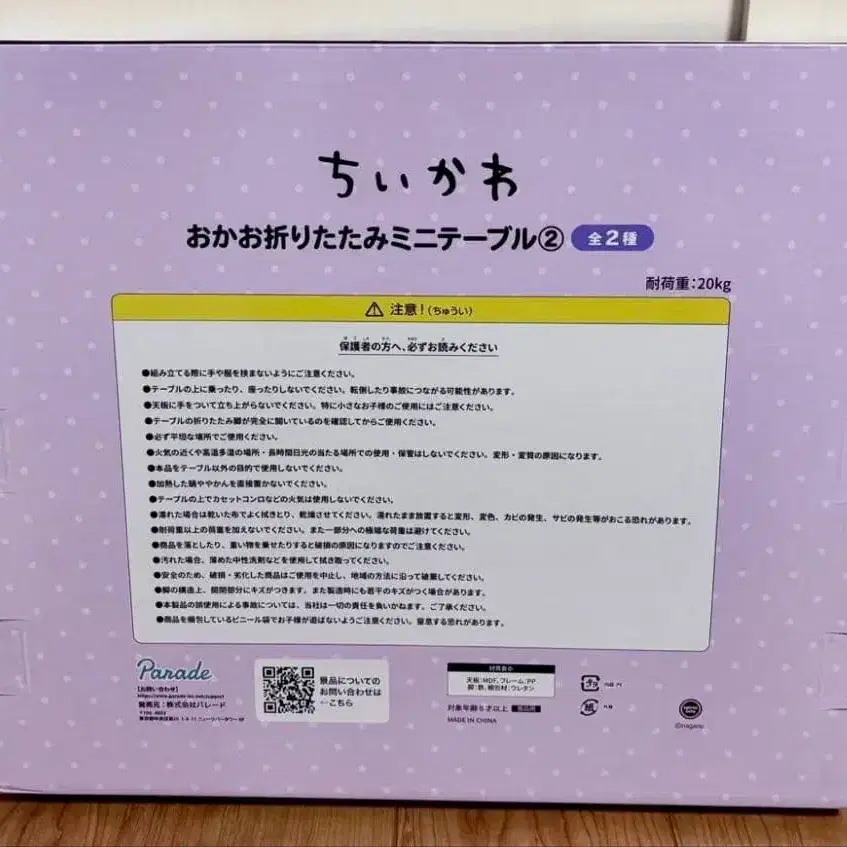 ちいかわ
おかお折りたたみミニテーブル② 全2種
耐荷重：20kg
⚠ 注意！（ちゅうい）
保護者の方へ、必ずお読みください
●組み立てる際に手や服を挟まないようにご注意ください。
●テーブルの上に乗ったり、座ったりしないでください。転倒したり事故につながる可能性があります。
●天板に手をついて立ち上がらないでください。特に小さなお子様のご使用にはご注意ください。
●テーブルの折りたたみ脚が完全に開いているのを確認してからご使用ください。
●必ず平坦な場所でご使用ください。
●火気の近くや高温多湿の場所・長時間日光の当たる場所での使用・保管はしないでください。変形・変質の原因になります。
●本品をテーブル以外の目的で使用しないでください。
●加熱した鍋ややかんを直接置かないでください。
●テーブルの上でカセットコンロなどの火気は使用しないでください。
●濡れた場合は乾いた布でよく拭きとり、乾燥させてください。濡れたまま放置すると変形、変色、カビの発生、サビの発生等がおこる恐れがあります。
●耐荷重以上の荷重を加えないでください。また一部分への極端な荷重は避けてください。
●商品を落としたり、重い物を乗せたりすると破損の原因になりますのでご注意ください。
●汚れた場合、薄めた中性洗剤などを使用して拭き取ってください。
●安全のため、破損・劣化した商品はご使用を中止し、地域の方法に沿って破棄してください。
●脚の構造上、開閉部分にキズがつきます。また製造時にも若干のキズがつく場合があります。
●本製品の誤使用による事故については、当社は一切の責任を負いかねます。ご了承ください。
●商品を梱包しているビニール袋でお子様が遊ばないようご注意ください。窒息する恐れがあります。
Parade
【お問い合わせ】
発売元：株式会社パレード
景品についての
お問い合わせは
←こちら
天板：MDF、フレーム：PP
脚：鉄、梱包材：ウレタン
対象年齢6才以上
MADE IN CHINA
プラ
紙
©nagano